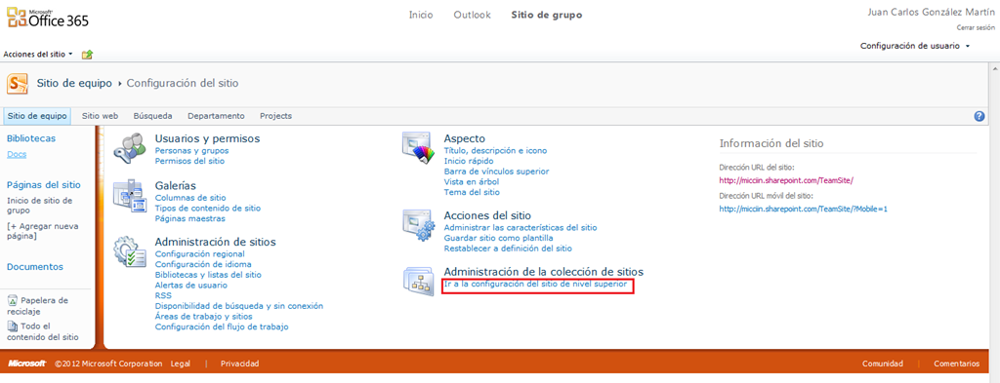 Microsoft
Office 365
Inicio Outlook Sitio de grupo
Juan Carlos González Martín
Cerrar sesión
Acciones del sitio
Configuración de usuario
Sitio de equipo Configuración del sitio
Sitio de equipo Sitio web Búsqueda Departamento Projects
Bibliotecas
Docs
Páginas del sitio
Inicio de sitio de
grupo
[+ Agregar nueva
página]
Documentos
Papelera de
reciclaje
Todo el
contenido del sitio
Usuarios y permisos
Personas y grupos
Permisos del sitio
Galerías
Columnas de sitio
Tipos de contenido de sitio
Páginas maestras
Administración de sitios
Configuración regional
Configuración de idioma
Bibliotecas y listas del sitio
Alertas de usuario
RSS
Disponibilidad de búsqueda y sin conexión
Áreas de trabajo y sitios
Configuración del flujo de trabajo
Aspecto
Título, descripción e icono
Inicio rápido
Barra de vínculos superior
Vista en árbol
Tema del sitio
Acciones del sitio
Administrar las características del sitio
Guardar sitio como plantilla
Restablecer a definición del sitio
Administración de la colección de sitios
Ir a la configuración del sitio de nivel superior
Información del sitio
Dirección URL del sitio:
http://miccin.sharepoint.com/TeamSite/
Dirección URL móvil del sitio:
http://miccin.sharepoint.com/TeamSite/?Mobile=1
Microsoft ©2012 Microsoft Corporation Legal | Privacidad
Comunidad | Comentarios